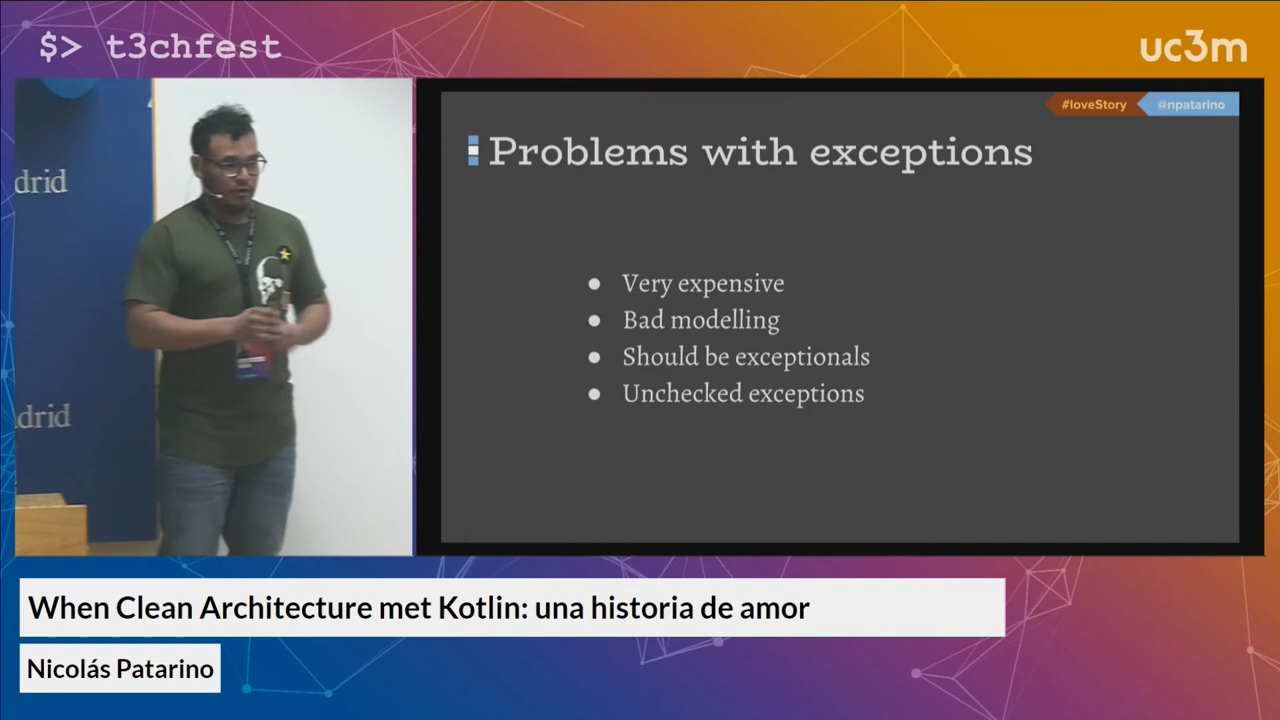 $> t3chfest
uc3m
#loveStory
@npatarino
Problems with exceptions
drid
● Very expensive
● Bad modelling
● Should be exceptionals
● Unchecked exceptions
adrid
When Clean Architecture met Kotlin: una historia de amor
Nicolás Patarino